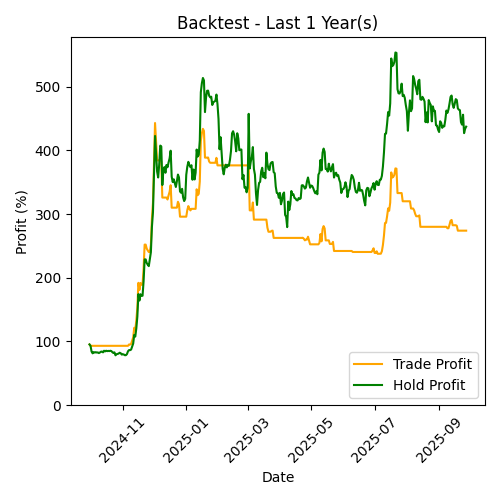 Backtest - Last 1 Year(s)
Profit (%)
500
400
300
200
100
0
Trade Profit
Hold Profit
2024-11
2025-01
2025-03
2025-05
2025-07
2025-09
Date